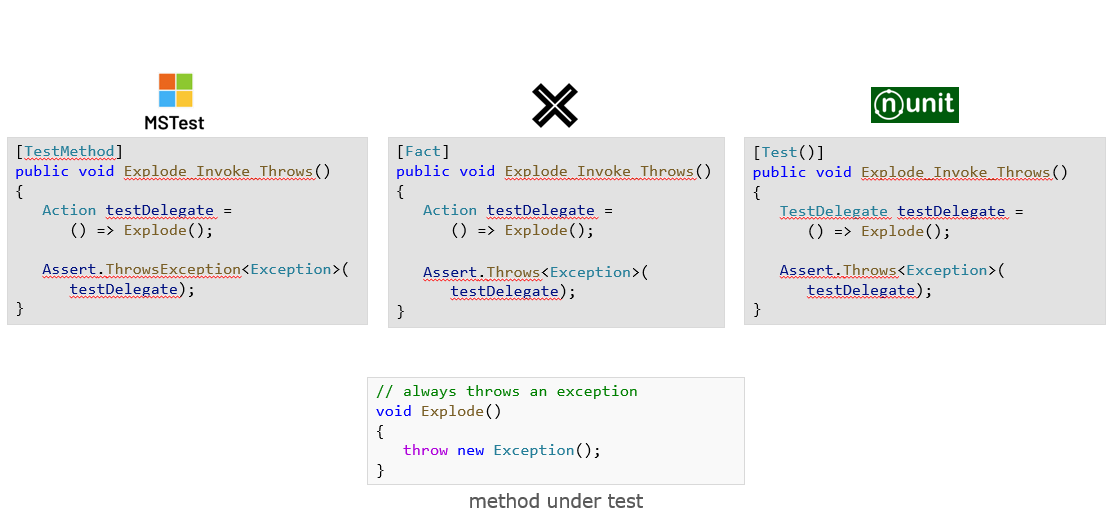 MSTest
[TestMethod]
public void Explode_Invoke_Throws()
{
Action testDelegate =
() => Explode();
Assert.ThrowsException<Exception>(
testDelegate);
}
[Fact]
public void Explode_Invoke_Throws()
{
Action testDelegate =
() => Explode();
Assert.Throws<Exception>(
testDelegate);
}
nunit
[Test()]
public void Explode_Invoke_Throws()
{
TestDelegate testDelegate =
() => Explode();
Assert.Throws<Exception>(
testDelegate);
}
// always throws an exception
void Explode()
{
throw new Exception();
}
method under test